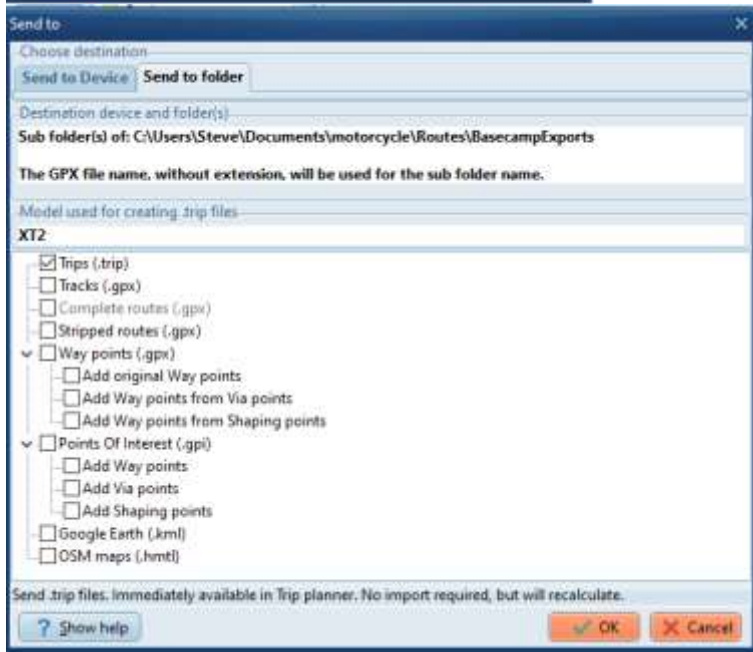 Send to
Choose destination
Send to Device Send to folder
Destination device and folder(s)
Sub folder(s) of: C:\Users\Steve\Documents\motorcycle\Routes\BasecampExports
The GPX file name, without extension, will be used for the sub folder name.
Model used for creating .trip files
XT2
Trips (.trip)
Tracks (.gpx)
Complete routes (.gpx)
Stripped routes (.gpx)
Way points (.gpx)
Add original Way points
Add Way points from Via points
Add Way points from Shaping points
Points Of Interest (.gpi)
Add Way points
Add Via points
Add Shaping points
Google Earth (.kml)
OSM maps (.hmtl)
Send .trip files. Immediately available in Trip planner. No import required, but will recalculate.
? Show help OK Cancel